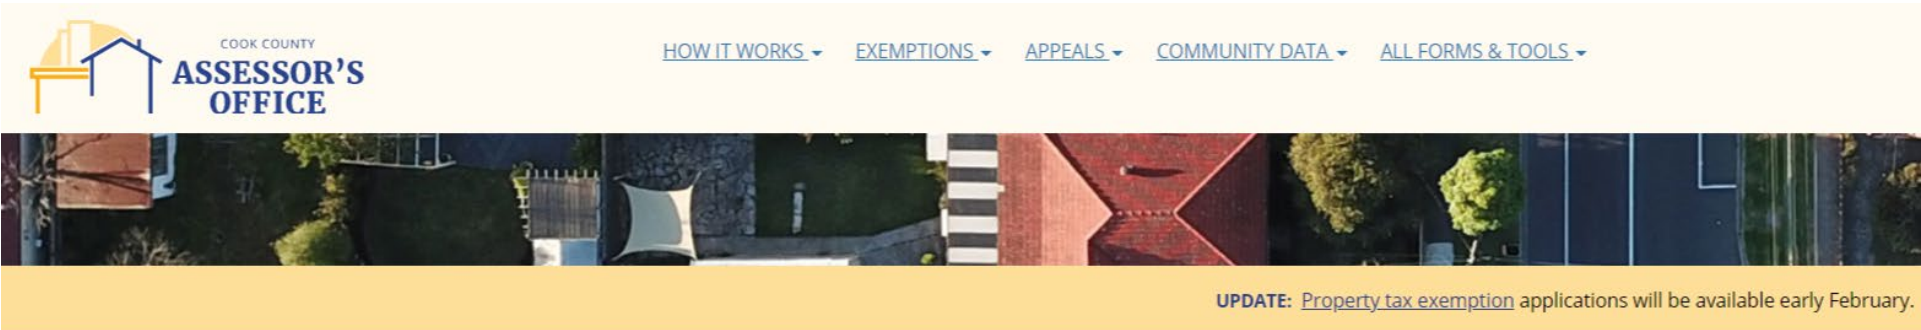 COOK COUNTY
ASSESSOR'S
OFFICE
HOW IT WORKS EXEMPTIONS APPEALS COMMUNITY DATA ALL FORMS & TOOLS
UPDATE: Property tax exemption applications will be available early February.